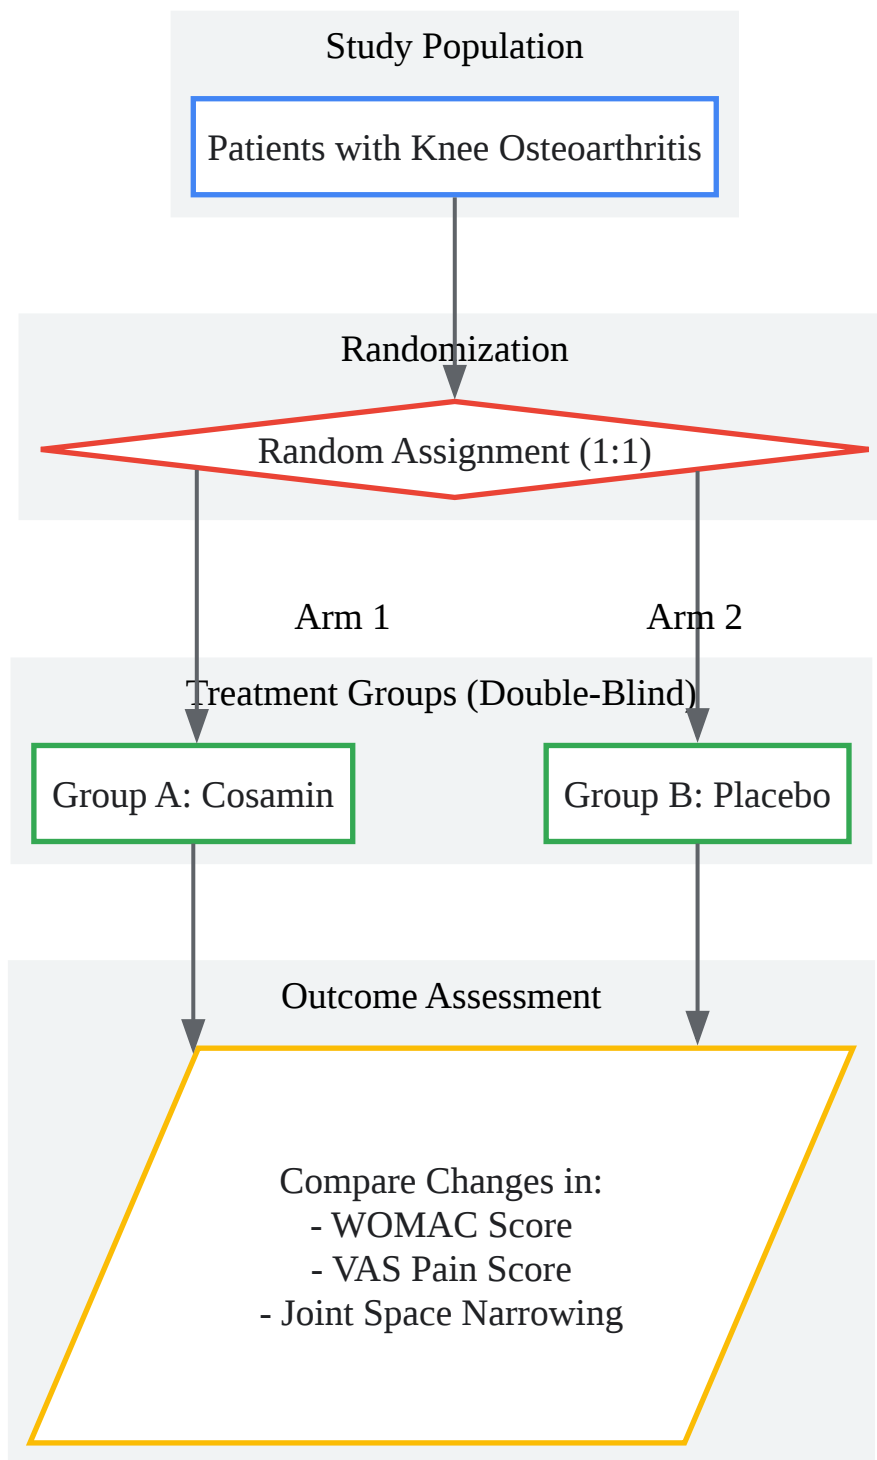 Study Population
Patients with Knee Osteoarthritis
Randomization
Random Assignment (1:1)
Arm 1
Arm 2
Treatment Groups (Double-Blind)
Group A: Cosamin
Group B: Placebo
Outcome Assessment
Compare Changes in:
- WOMAC Score
- VAS Pain Score
- Joint Space Narrowing